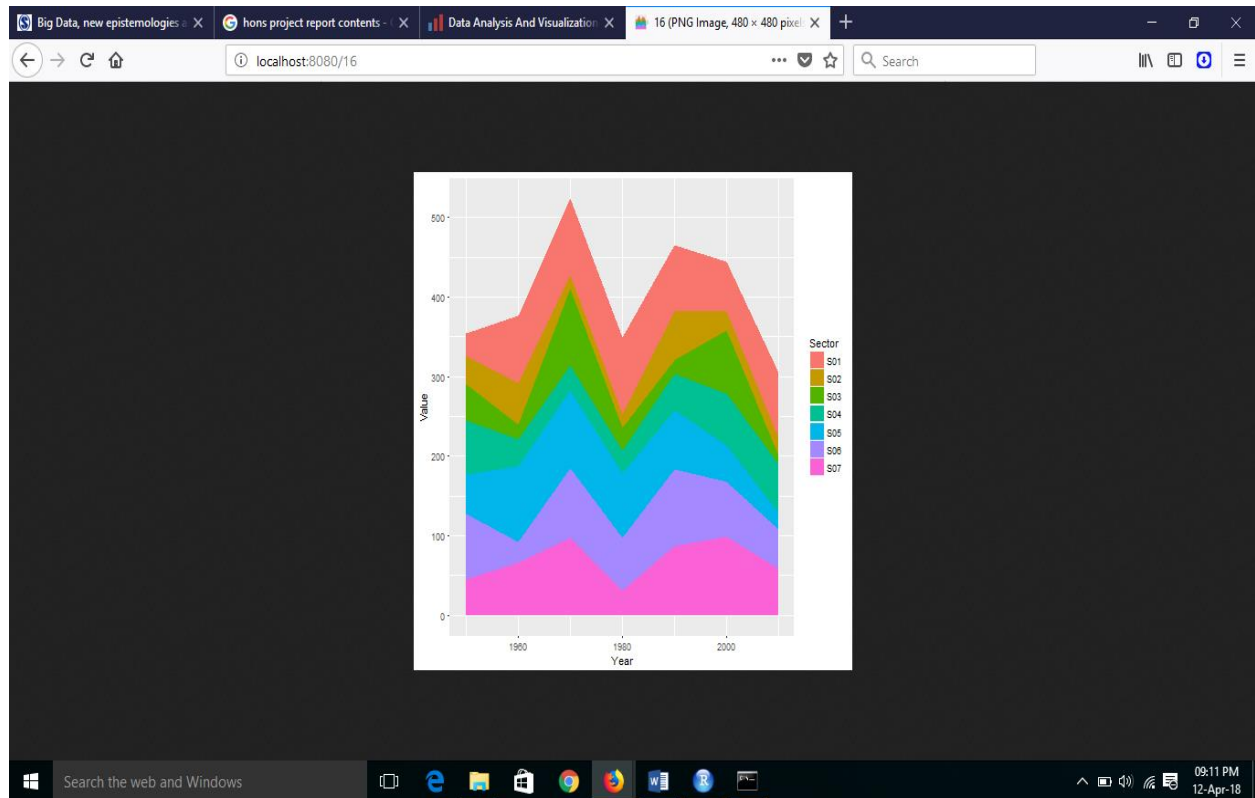 Big Data, new epistemologies a
hons project report contents -
Data Analysis And Visualization
16 (PNG Image, 480 × 480 pixel
localhost:8080/16
Search
500
400
300
200
100
0
Value
1960
1980
2000
Year
Sector
S01
S02
S03
S04
S05
S06
S07
Search the web and Windows
09:11 PM
12-Apr-18